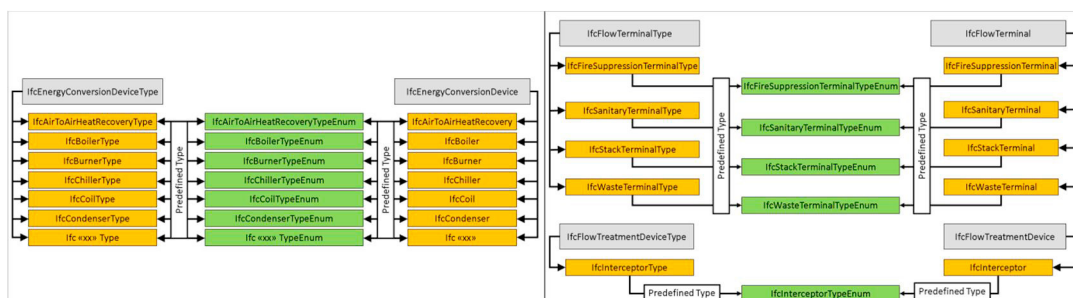 IfcEnergyConversionDeviceType
IfcEnergyConversionDevice
IfcAirToAirHeatRecoveryType
IfcAirToAirHeatRecoveryTypeEnum
IfcAirToAirHeatRecovery
IfcBoilerType
IfcBoilerTypeEnum
IfcBoiler
IfcBurnerType
IfcBurnerTypeEnum
IfcBurner
IfcChillerType
IfcChillerTypeEnum
IfcChiller
IfcCoilType
IfcCoilTypeEnum
IfcCoil
IfcCondenserType
IfcCondenserTypeEnum
IfcCondenser
Ifc «xx» Type
Ifc «xx» TypeEnum
Ifc «xx»
Predefined Type
Predefined Type
IfcFlowTerminalType
IfcFlowTerminal
IfcFireSuppressionTerminalType
IfcFireSuppressionTerminal
IfcFireSuppressionTerminalTypeEnum
IfcSanitaryTerminalType
IfcSanitaryTerminal
IfcSanitaryTerminalTypeEnum
IfcStackTerminalType
IfcStackTerminal
IfcStackTerminalTypeEnum
IfcWasteTerminalType
IfcWasteTerminal
IfcWasteTerminalTypeEnum
Predefined Type
Predefined Type
IfcFlowTreatmentDeviceType
IfcFlowTreatmentDevice
IfcInterceptorType
IfcInterceptor
Predefined Type
IfcInterceptorTypeEnum
Predefined Type